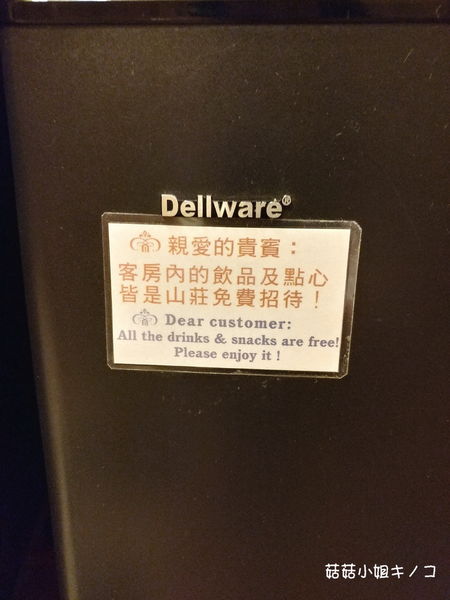 Dellware®
親愛的貴賓：
客房內的飲品及點心
皆是山莊免費招待！
Dear customer:
All the drinks & snacks are free!
Please enjoy it !
菇菇小姐キノコ